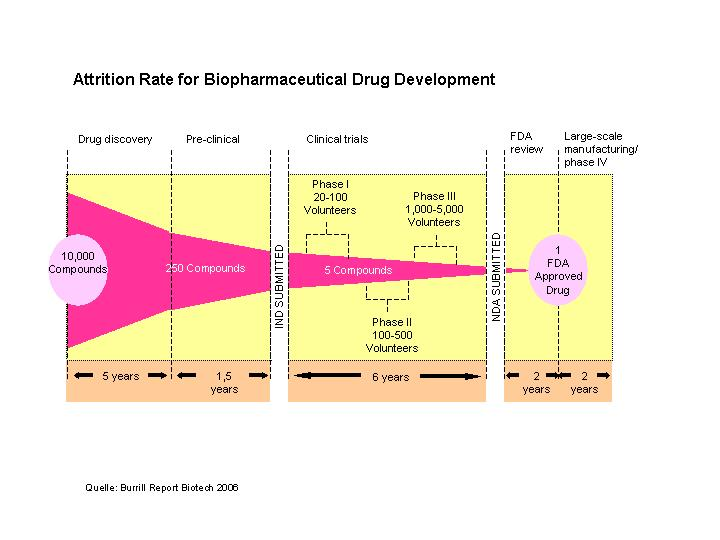 Attrition Rate for Biopharmaceutical Drug Development
Drug discovery
Pre-clinical
Clinical trials
FDA
review
Large-scale
manufacturing/
phase IV
Phase I
20-100
Volunteers
Phase III
1,000-5,000
Volunteers
10,000
Compounds
250 Compounds
IND SUBMITTED
5 Compounds
NDA SUBMITTED
1
FDA
Approved
Drug
Phase II
100-500
Volunteers
5 years
1,5
years
6 years
2
years
2
years
Quelle: Burrill Report Biotech 2006